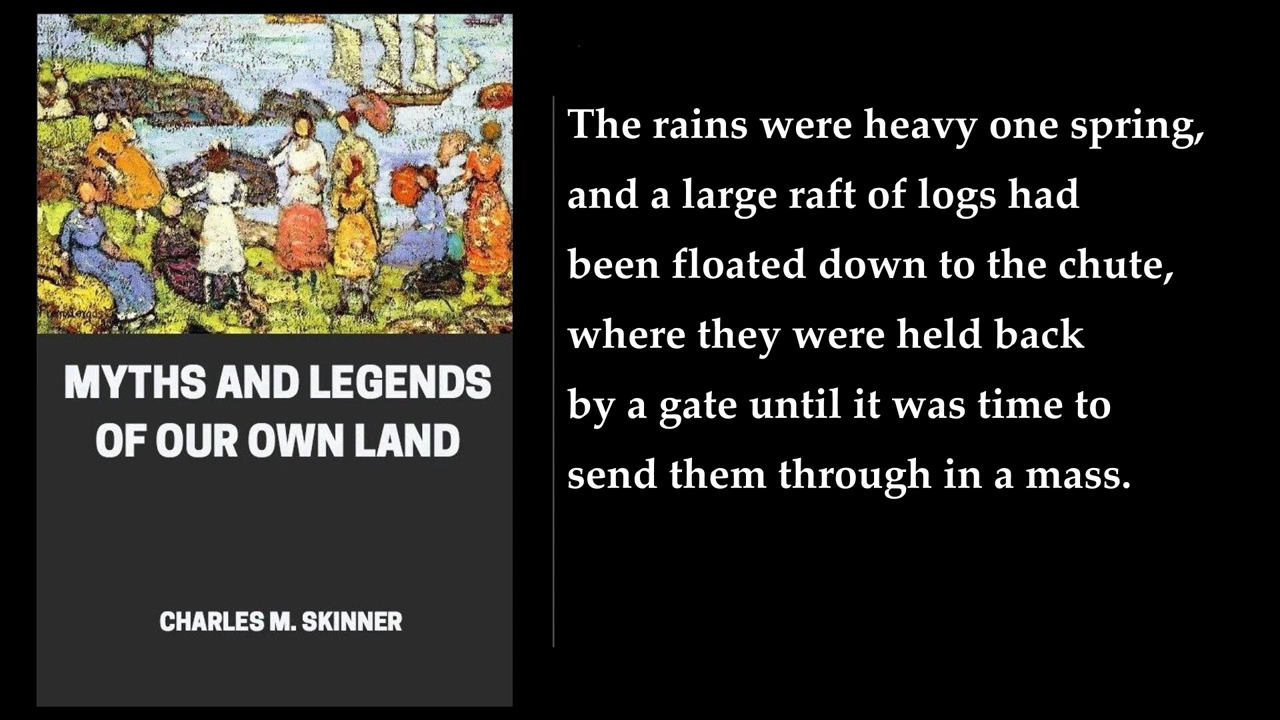 MYTHS AND LEGENDS
OF OUR OWN LAND
CHARLES M. SKINNER
The rains were heavy one spring,
and a large raft of logs had
been floated down to the chute,
where they were held back
by a gate until it was time to
send them through in a mass.